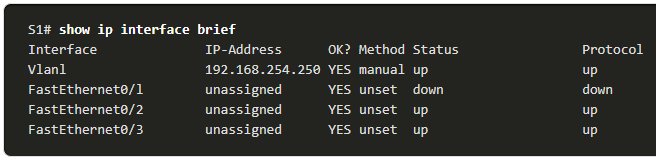 S1# show ip interface brief
Interface IP-Address OK? Method Status Protocol
Vlanl 192.168.254.250 YES manual up up
FastEthernet0/l unassigned YES unset down down
FastEthernet0/2 unassigned YES unset up up
FastEthernet0/3 unassigned YES unset up up